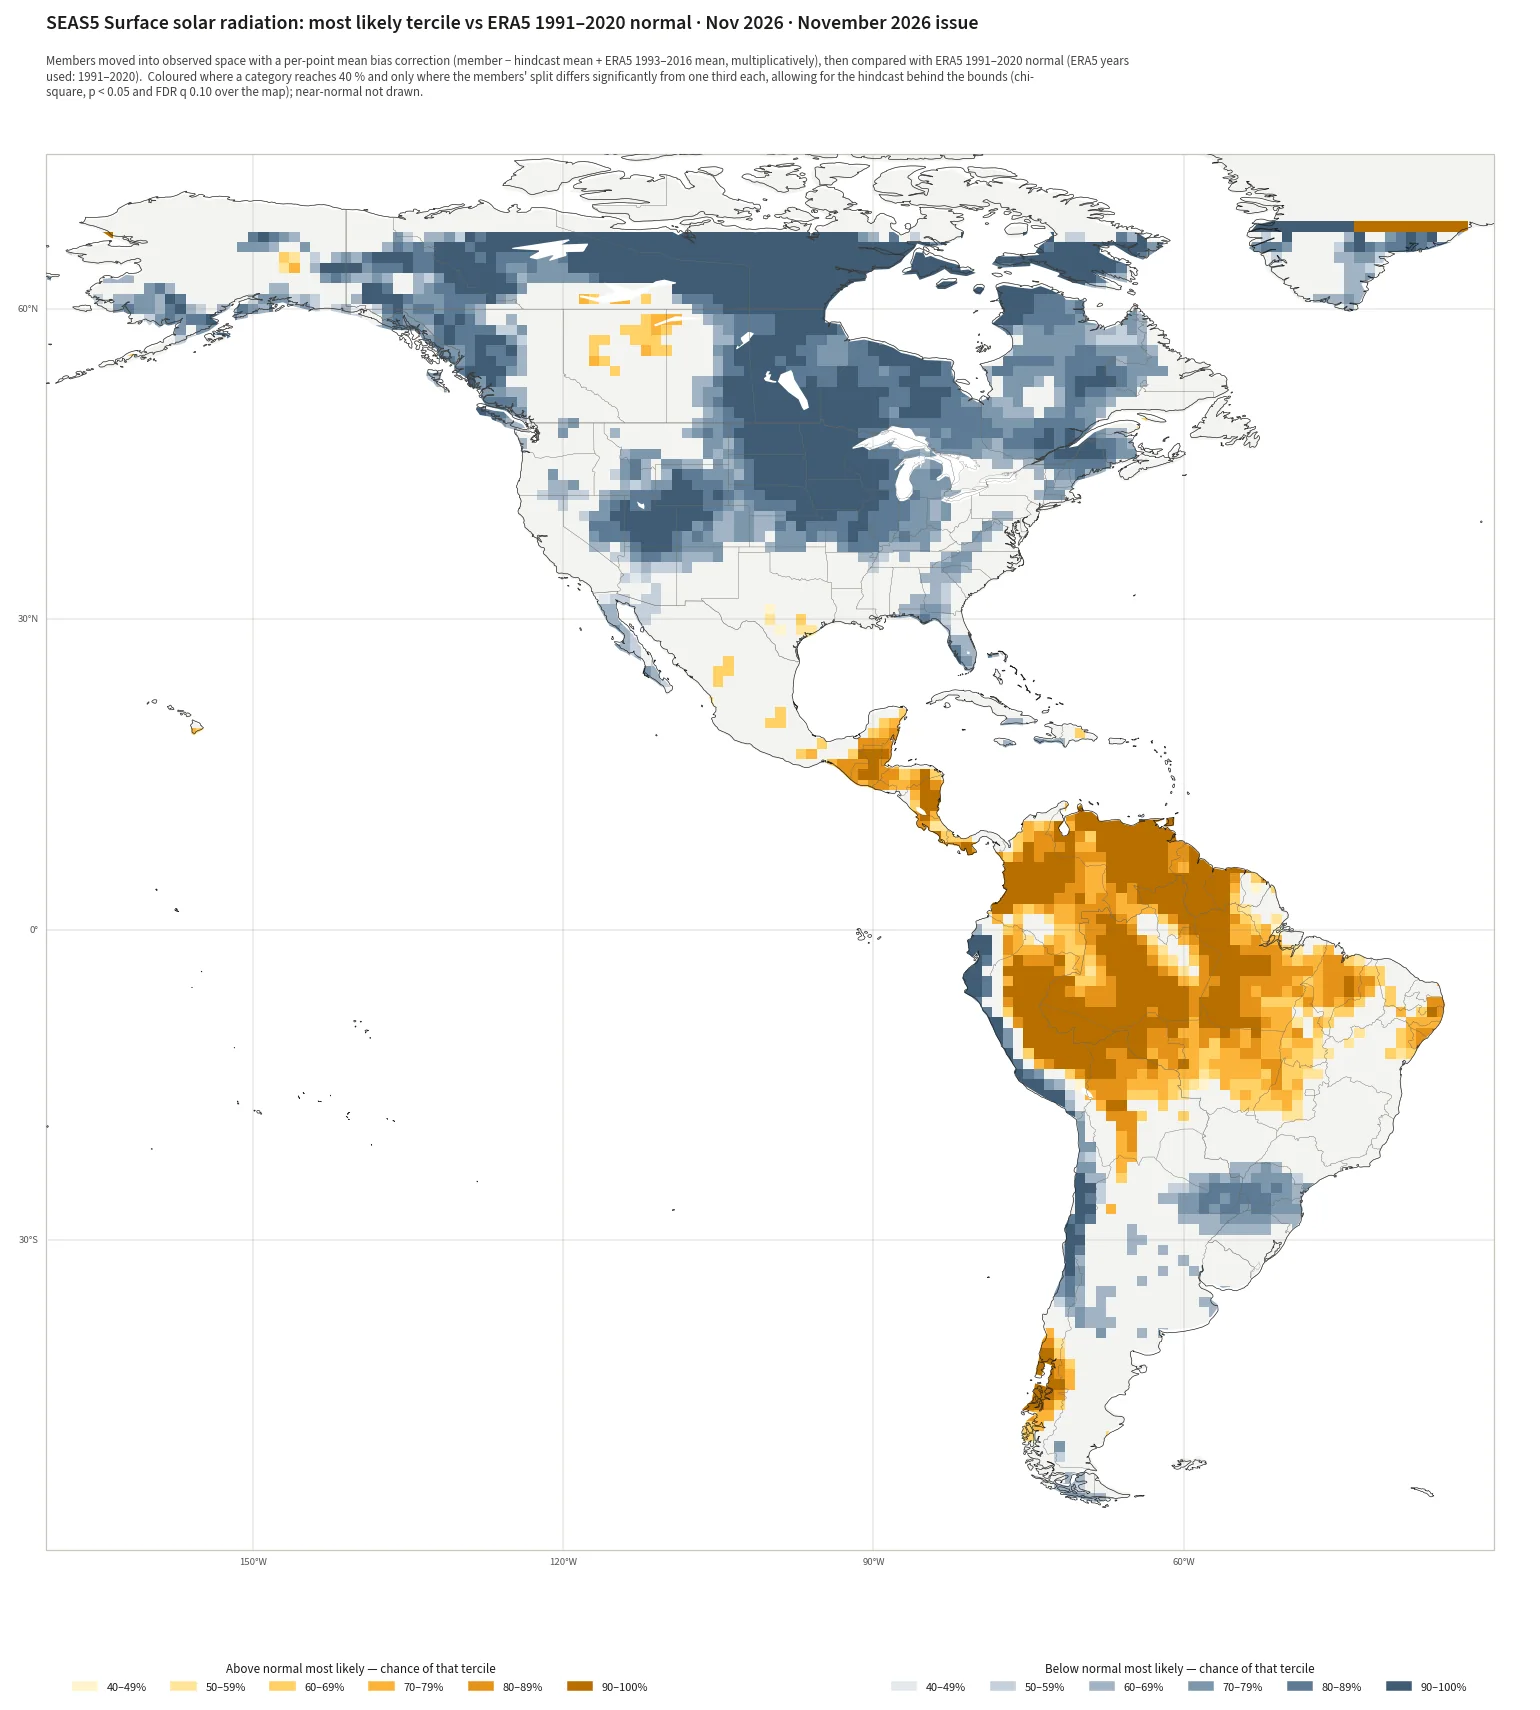 SEAS5 Surface solar radiation: most likely tercile vs ERA5 1991–2020 normal · Nov 2026 · November 2026 issue
Members moved into observed space with a per-point mean bias correction (member − hindcast mean + ERA5 1993–2016 mean, multiplicatively), then compared with ERA5 1991–2020 normal (ERA5 years
used: 1991–2020).  Coloured where a category reaches 40 % and only where the members' split differs significantly from one third each, allowing for the hindcast behind the bounds (chi-
square, p < 0.05 and FDR q 0.10 over the map); near-normal not drawn.
60°N
30°N
0°
30°S
150°W 120°W 90°W 60°W
Above normal most likely — chance of that tercile
40–49% 50–59% 60–69% 70–79% 80–89% 90–100%
Below normal most likely — chance of that tercile
40–49% 50–59% 60–69% 70–79% 80–89% 90–100%